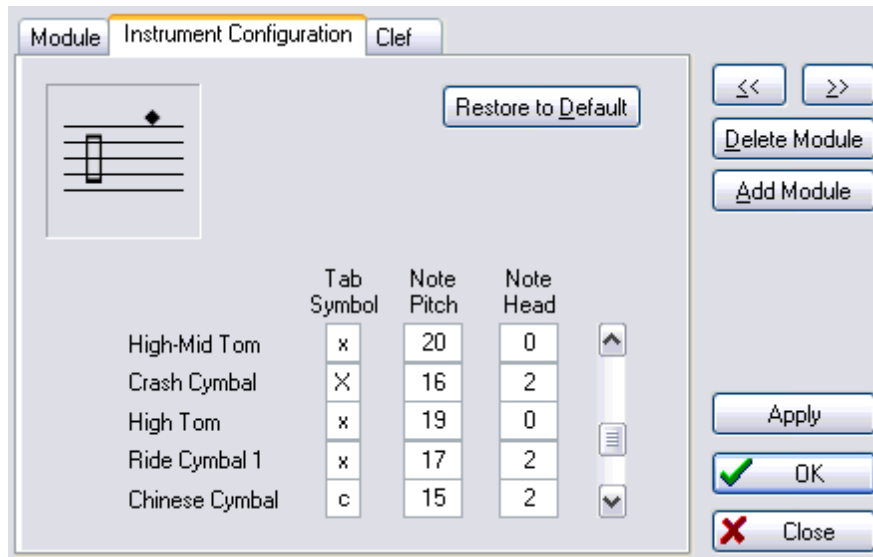 Module Instrument Configuration Clef
Restore to Default
<< >>
Delete Module
Add Module
Tab Symbol Note Pitch Note Head
High-Mid Tom x 20 0
Crash Cymbal X 16 2
High Tom x 19 0
Ride Cymbal 1 x 17 2
Chinese Cymbal c 15 2
Apply
OK
Close